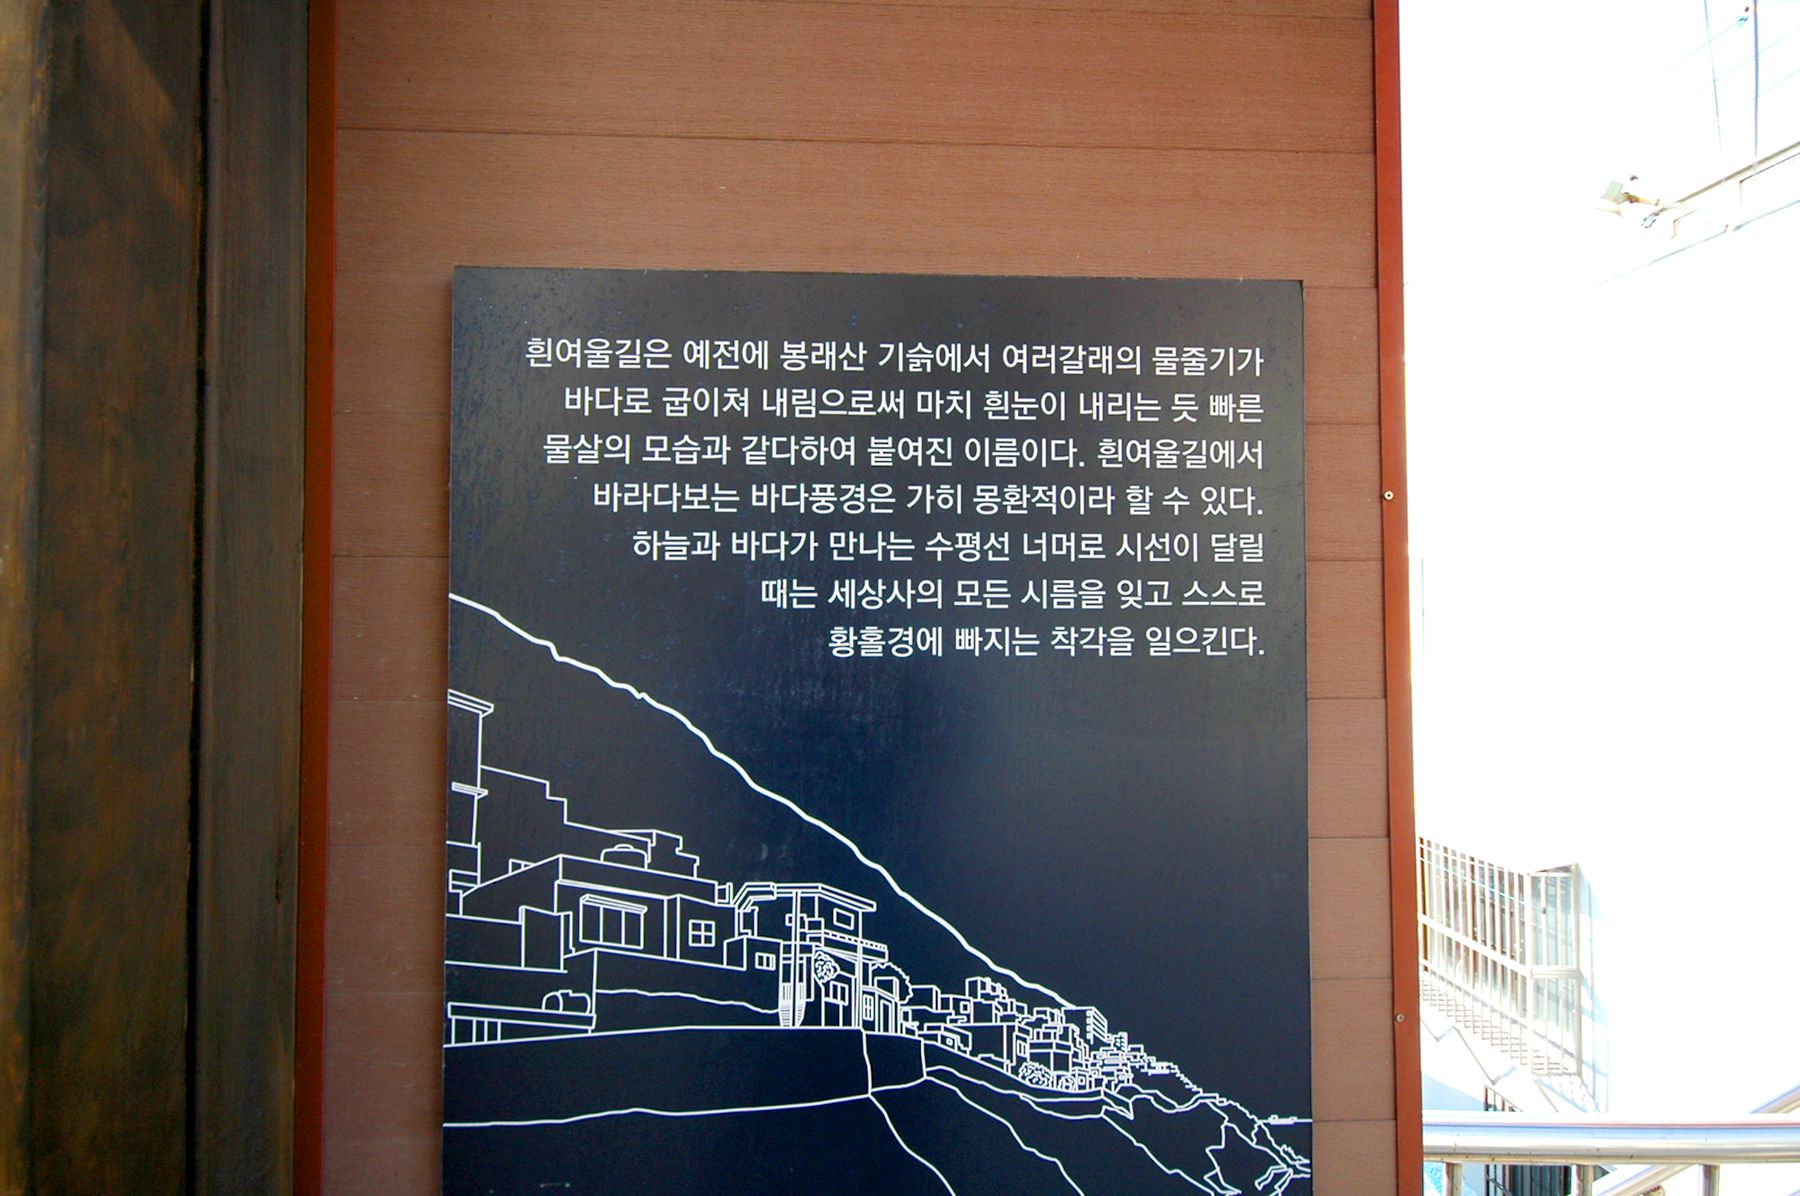 흰여울길은 예전에 봉래산 기슭에서 여러갈래의 물줄기가
바다로 굽이쳐 내림으로써 마치 흰눈이 내리는 듯 빠른
물살의 모습과 같다하여 붙여진 이름이다. 흰여울길에서
바라다보는 바다풍경은 가히 몽환적이라 할 수 있다.
하늘과 바다가 만나는 수평선 너머로 시선이 달릴
때는 세상사의 모든 시름을 잊고 스스로
황홀경에 빠지는 착각을 일으킨다.